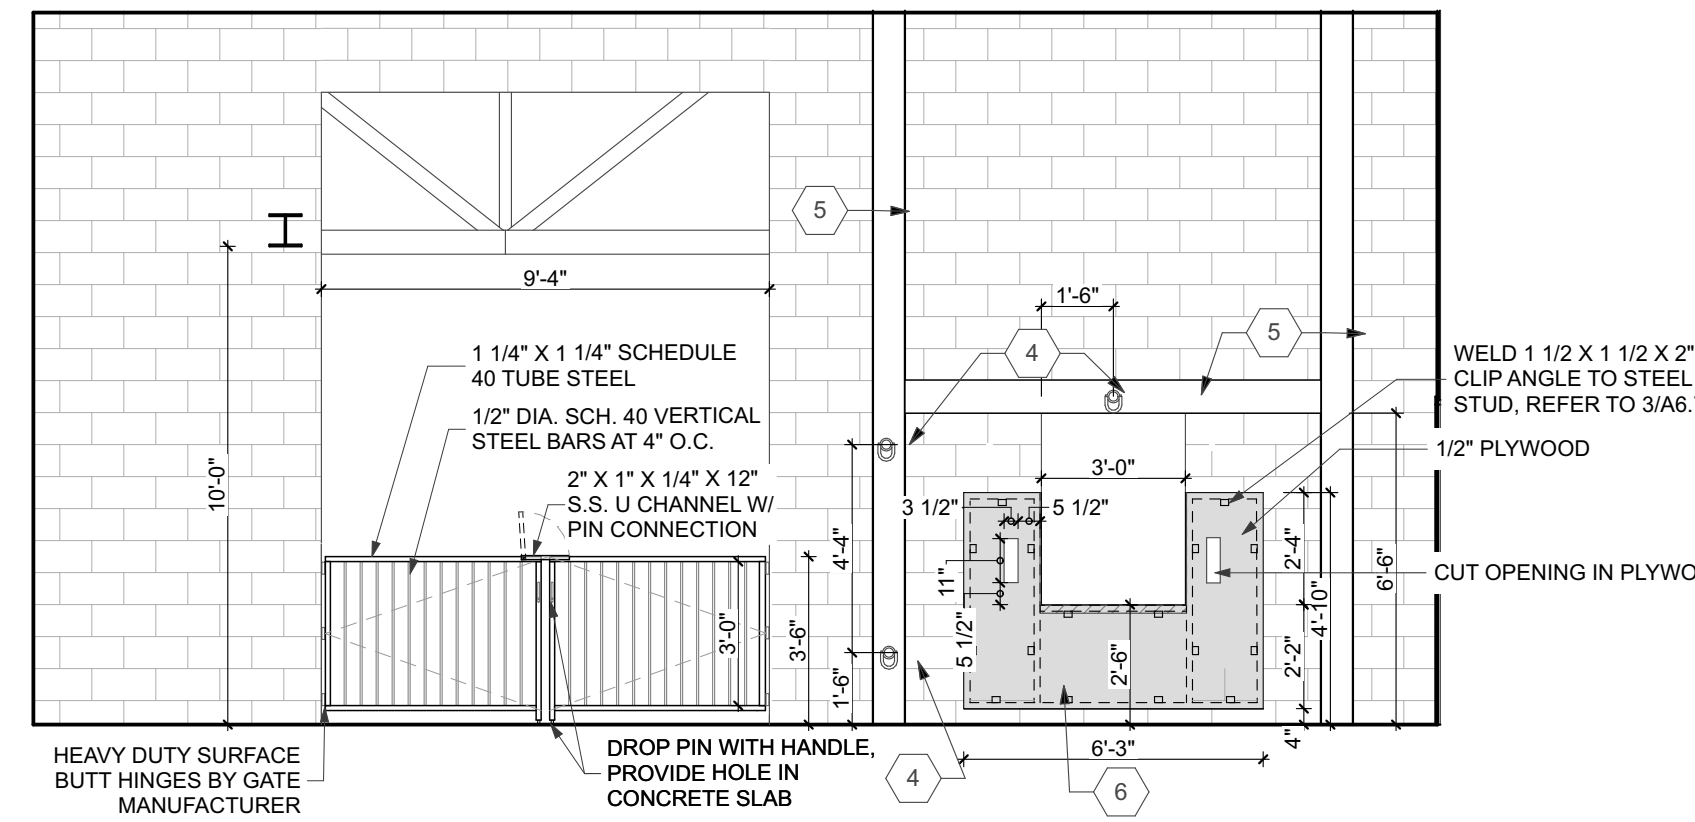 5
9'-4"
1'-6"
5
4
10'-0"
1 1/4" X 1 1/4" SCHEDULE
40 TUBE STEEL
1/2" DIA. SCH. 40 VERTICAL
STEEL BARS AT 4" O.C.
2" X 1" X 1/4" X 12"
S.S. U CHANNEL W/
PIN CONNECTION
WELD 1 1/2 X 1 1/2 X 2"
CLIP ANGLE TO STEEL
STUD, REFER TO 3/A6.
1/2" PLYWOOD
CUT OPENING IN PLYWO
3'-0"
3 1/2"
5 1/2"
4'-4"
11"
5 1/2"
2'-4"
4'-10"
6'-6"
3'-0"
3'-6"
1'-6"
2'-6"
2'-2"
4"
6'-3"
HEAVY DUTY SURFACE
BUTT HINGES BY GATE
MANUFACTURER
DROP PIN WITH HANDLE,
PROVIDE HOLE IN
CONCRETE SLAB
4
6